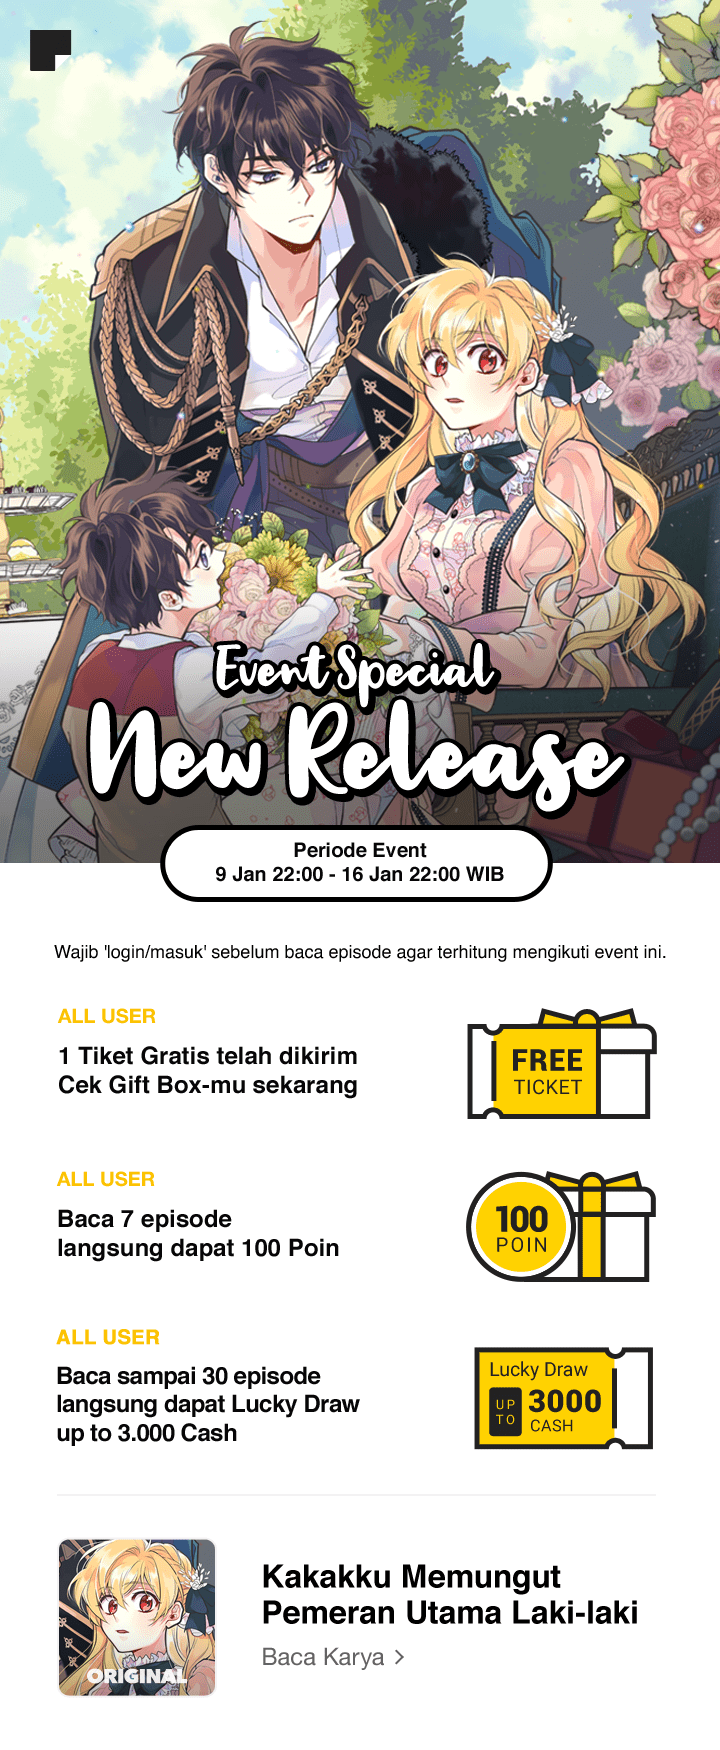 Event Special
New Release
Periode Event
9 Jan 22:00 - 16 Jan 22:00 WIB
Wajib 'login/masuk' sebelum baca episode agar terhitung mengikuti event ini.
ALL USER
1 Tiket Gratis telah dikirim
Cek Gift Box-mu sekarang
FREE
TICKET
ALL USER
Baca 7 episode
langsung dapat 100 Poin
100
POIN
ALL USER
Baca sampai 30 episode
langsung dapat Lucky Draw
up to 3.000 Cash
Lucky Draw
UP TO 3000
CASH
ORIGINAL
Kakakku Memungut
Pemeran Utama Laki-laki
Baca Karya >